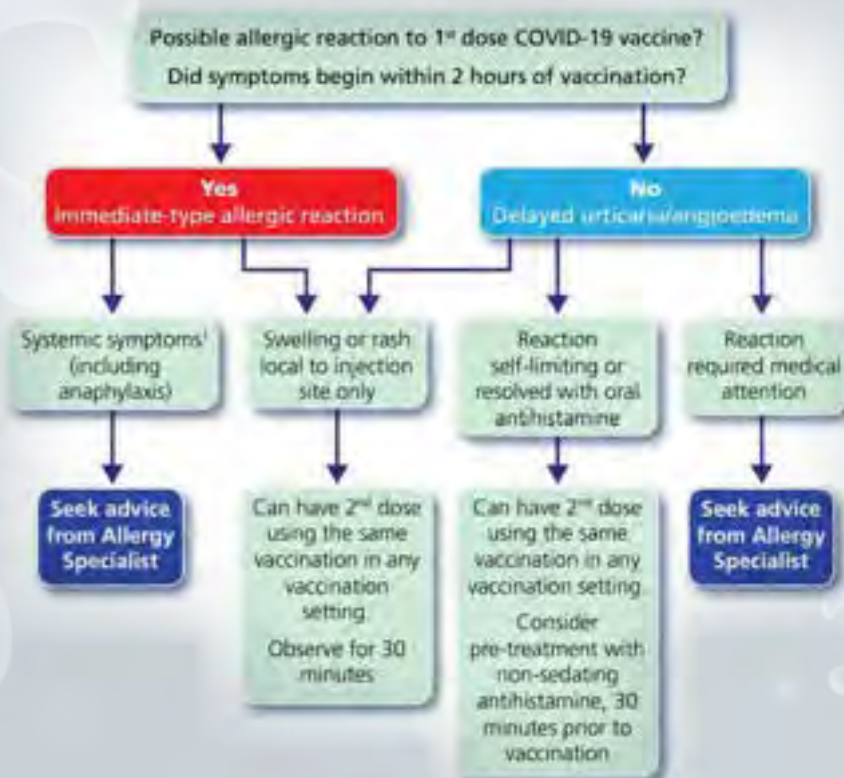 Possible allergic reaction to 1st dose COVID-19 vaccine?
Did symptoms begin within 2 hours of vaccination?
Yes
Immediate-type allergic reaction
No
Delayed urticaria/angioedema
Systemic symptoms¹
(including
anaphylaxis)
Swelling or rash
local to injection
site only
Reaction
self-limiting or
resolved with oral
antihistamine
Reaction
required medical
attention
Seek advice
from Allergy
Specialist
Can have 2nd dose
using the same
vaccination in any
vaccination
setting
Observe for 30
minutes
Can have 2nd dose
using the same
vaccination in any
vaccination setting
Consider
pre-treatment with
non-sedating
antihistamine, 30
minutes prior to
vaccination
Seek advice
from Allergy
Specialist